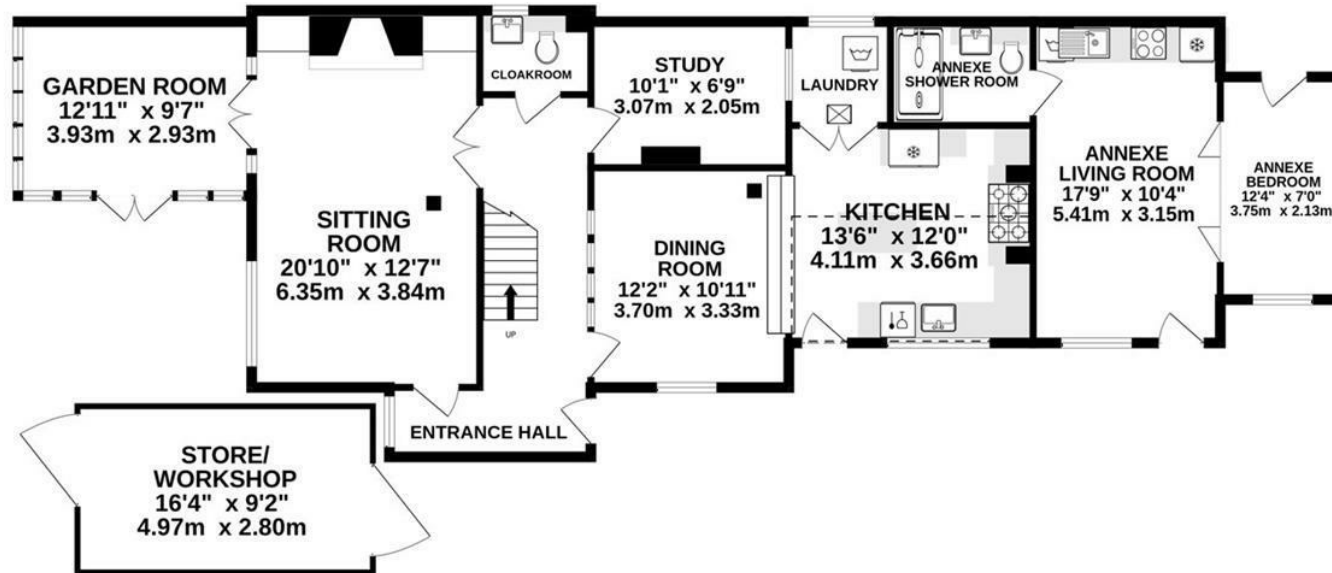 GARDEN ROOM
12'11" x 9'7"
3.93m x 2.93m
SITTING
ROOM
20'10" x 12'7"
6.35m x 3.84m
CLOAKROOM
UP
ENTRANCE HALL
STUDY
10'1" x 6'9"
3.07m x 2.05m
DINING
ROOM
12'2" x 10'11"
3.70m x 3.33m
LAUNDRY
KITCHEN
13'6" x 12'0"
4.11m x 3.66m
ANNEXE
SHOWER ROOM
ANNEXE
LIVING ROOM
17'9" x 10'4"
5.41m x 3.15m
ANNEXE
BEDROOM
12'4" x 7'0"
3.75m x 2.13m
STORE/
WORKSHOP
16'4" x 9'2"
4.97m x 2.80m